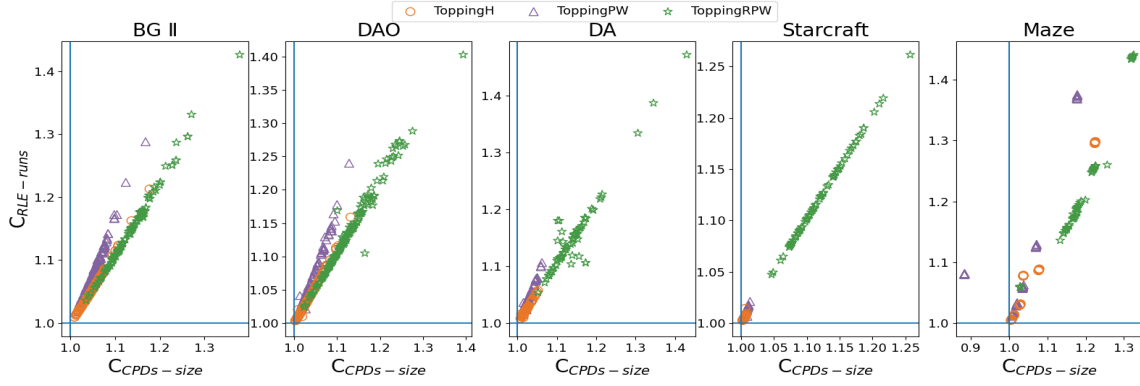 ToppingH ToppingPW ToppingRPW
BG Ⅱ DAO DA Starcraft Maze
C_RLE−runs
1.4
1.3
1.2
1.1
1.0
1.0 1.1 1.2 1.3
C_CPDs−size
1.40
1.35
1.30
1.25
1.20
1.15
1.10
1.05
1.00
1.0 1.1 1.2 1.3 1.4
C_CPDs−size
1.4
1.3
1.2
1.1
1.0
1.0 1.1 1.2 1.3 1.4
C_CPDs−size
1.25
1.20
1.15
1.10
1.05
1.00
1.00 1.05 1.10 1.15 1.20 1.25
C_CPDs−size
1.4
1.3
1.2
1.1
1.0
0.9 1.0 1.1 1.2 1.3
C_CPDs−size